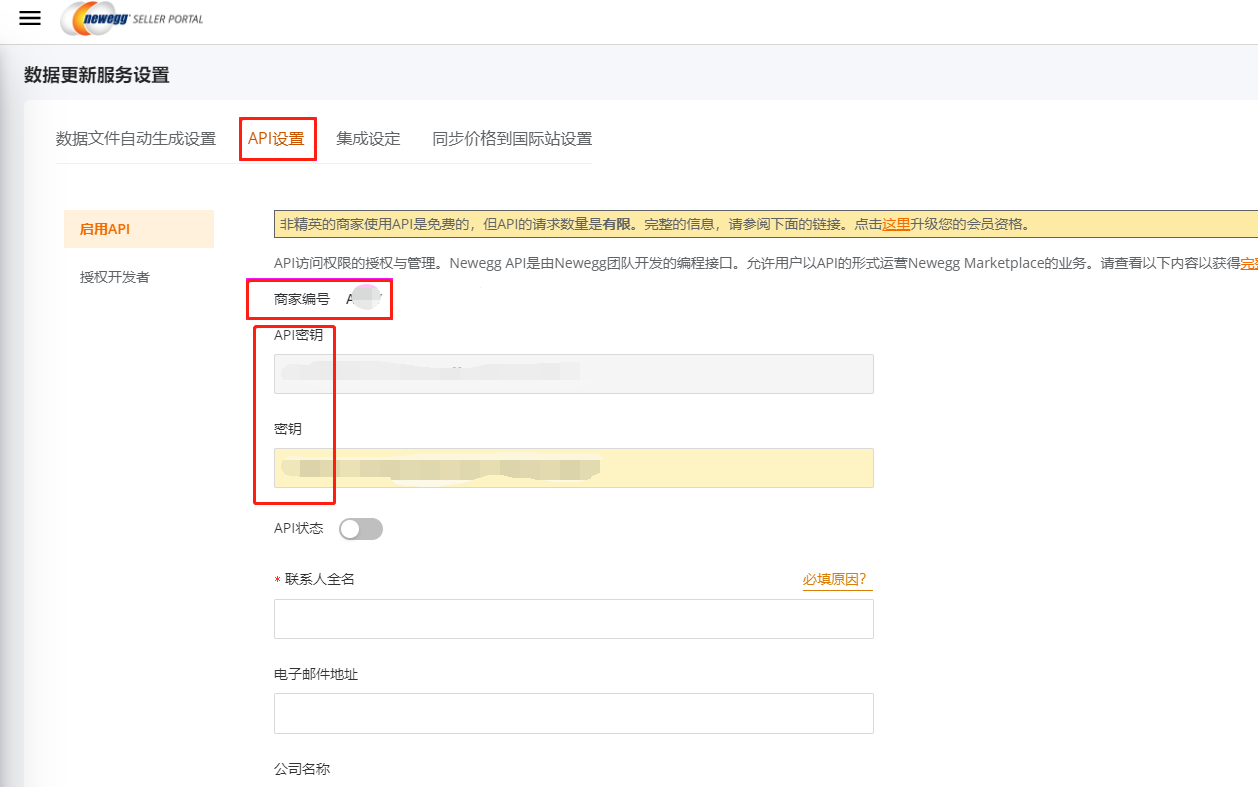 newegg SELLER PORTAL
数据更新服务设置
数据文件自动生成设置 API设置 集成设定 同步价格到国际站设置
启用API
授权开发者
非精英的商家使用API是免费的，但API的请求数量是有限。完整的信息，请参阅下面的链接。点击这里升级您的会员资格。
API访问权限的授权与管理。Newegg API是由Newegg团队开发的编程接口。允许用户以API的形式运营Newegg Marketplace的业务。请查看以下内容以获得完
商家编号 A
API密钥
密钥
API状态
* 联系人全名 必填原因?
电子邮件地址
公司名称